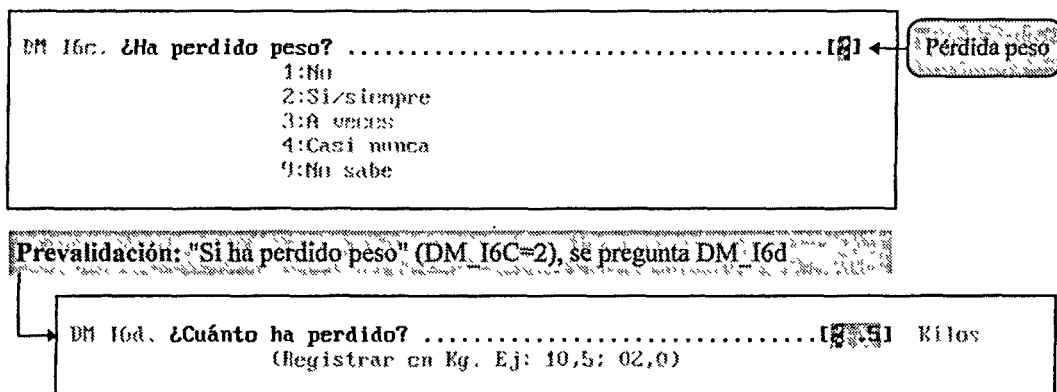 DM I6c. ¿Ha perdido peso? ........................................[2]
Pérdida peso
1:No
2:Si/siempre
3:A veces
4:Casi nunca
9:No sabe
Prevalidación: "Si ha perdido peso" (DM_I6C=2), se pregunta DM_I6d
DM I6d. ¿Cuánto ha perdido? .................................[2 .5] Kilos
(Registrar en Kg. Ej: 10,5; 02,0)